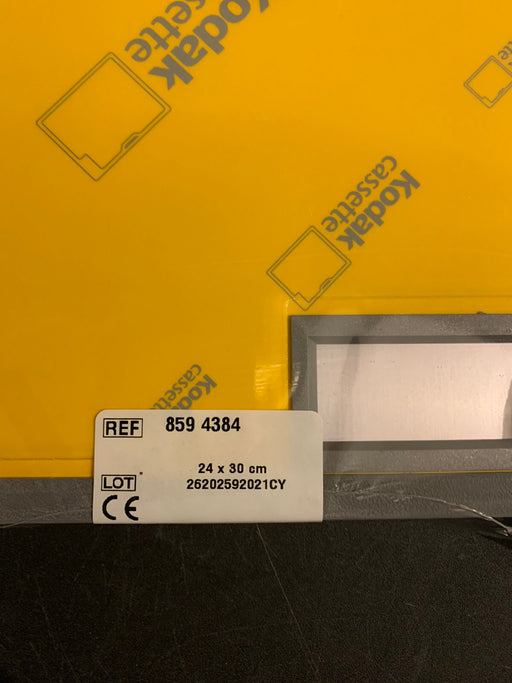 Kodak
cassette
Kodak
cassette
Kodak
cassette
REF 859 4384
24 x 30 cm
LOT 26202592021CY
CE